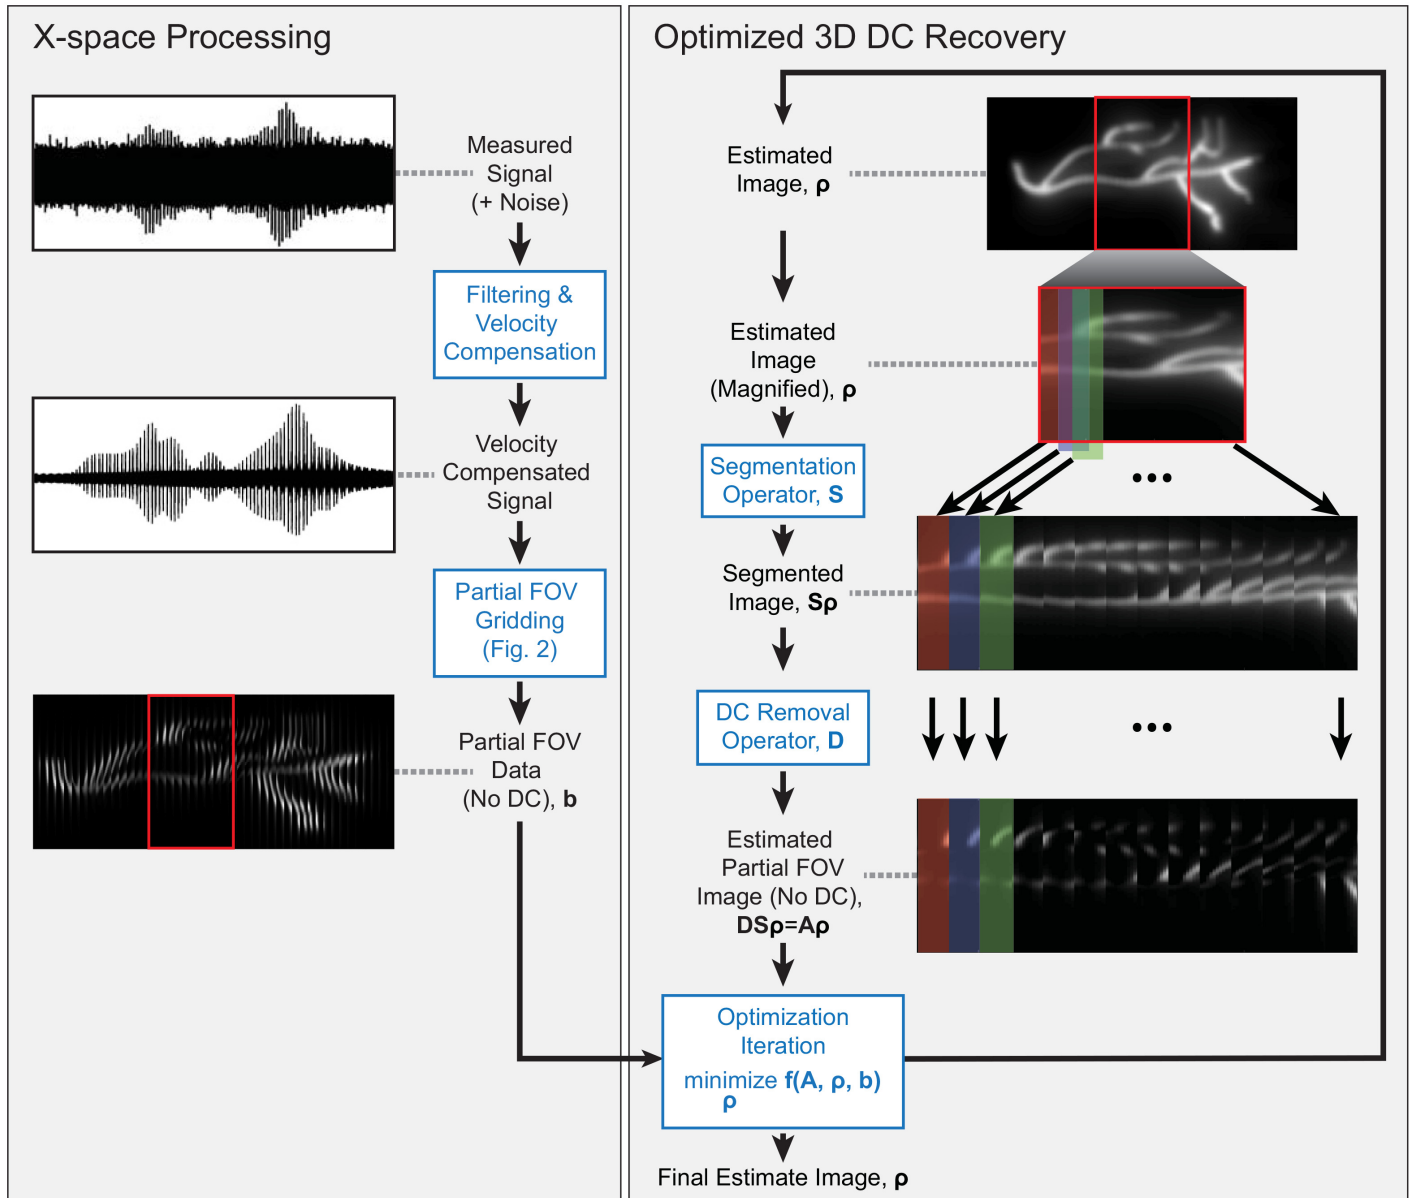 X-space Processing
Measured
Signal
(+ Noise)
Filtering &
Velocity
Compensation
Velocity
Compensated
Signal
Partial FOV
Gridding
(Fig. 2)
Partial FOV
Data
(No DC), b
Optimized 3D DC Recovery
Estimated
Image, ρ
Estimated
Image
(Magnified), ρ
Segmentation
Operator, S
•••
Segmented
Image, Sρ
DC Removal
Operator, D
•••
Estimated
Partial FOV
Image (No DC),
DSρ=Aρ
Optimization
Iteration
minimize f(A, ρ, b)
ρ
Final Estimate Image, ρ